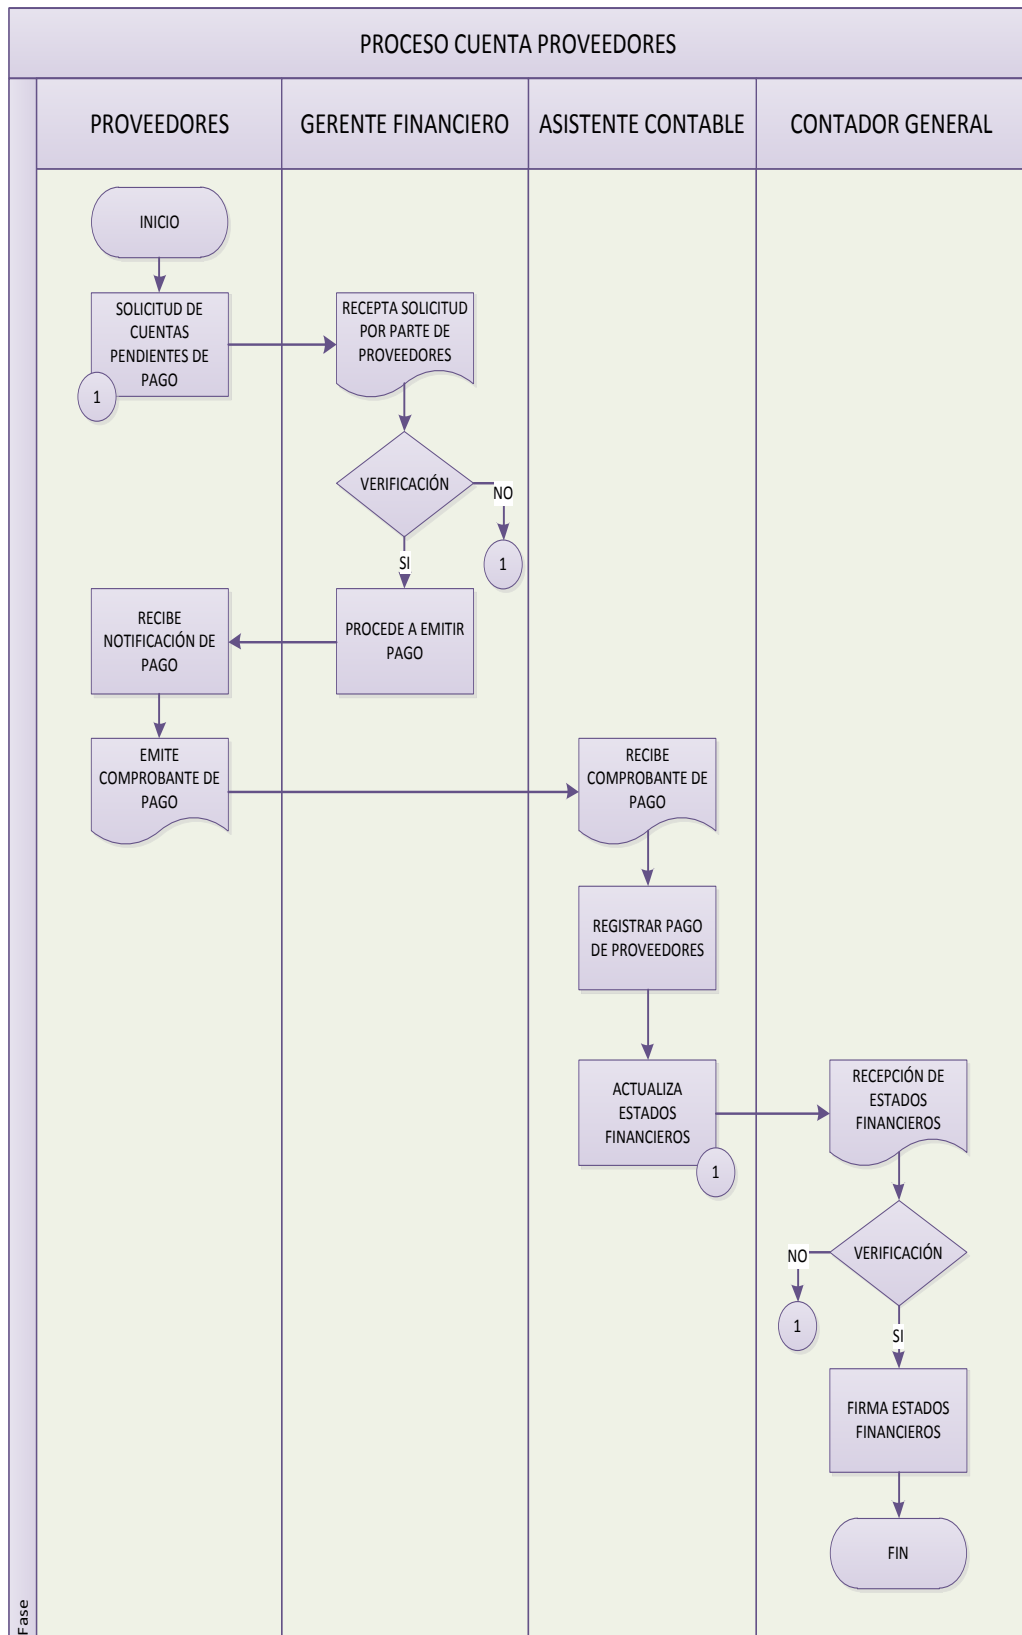 PROCESO CUENTA PROVEEDORES
PROVEEDORES
GERENTE FINANCIERO
ASISTENTE CONTABLE
CONTADOR GENERAL
INICIO
SOLICITUD DE
CUENTAS
PENDIENTES DE
PAGO
1
RECEPTA SOLICITUD
POR PARTE DE
PROVEEDORES
VERIFICACIÓN
NO
1
SI
PROCEDE A EMITIR
PAGO
RECIBE
NOTIFICACIÓN DE
PAGO
EMITE
COMPROBANTE DE
PAGO
RECIBE
COMPROBANTE DE
PAGO
REGISTRAR PAGO
DE PROVEEDORES
ACTUALIZA
ESTADOS
FINANCIEROS
1
RECEPCIÓN DE
ESTADOS
FINANCIEROS
VERIFICACIÓN
NO
1
SI
FIRMA ESTADOS
FINANCIEROS
FIN
Fase